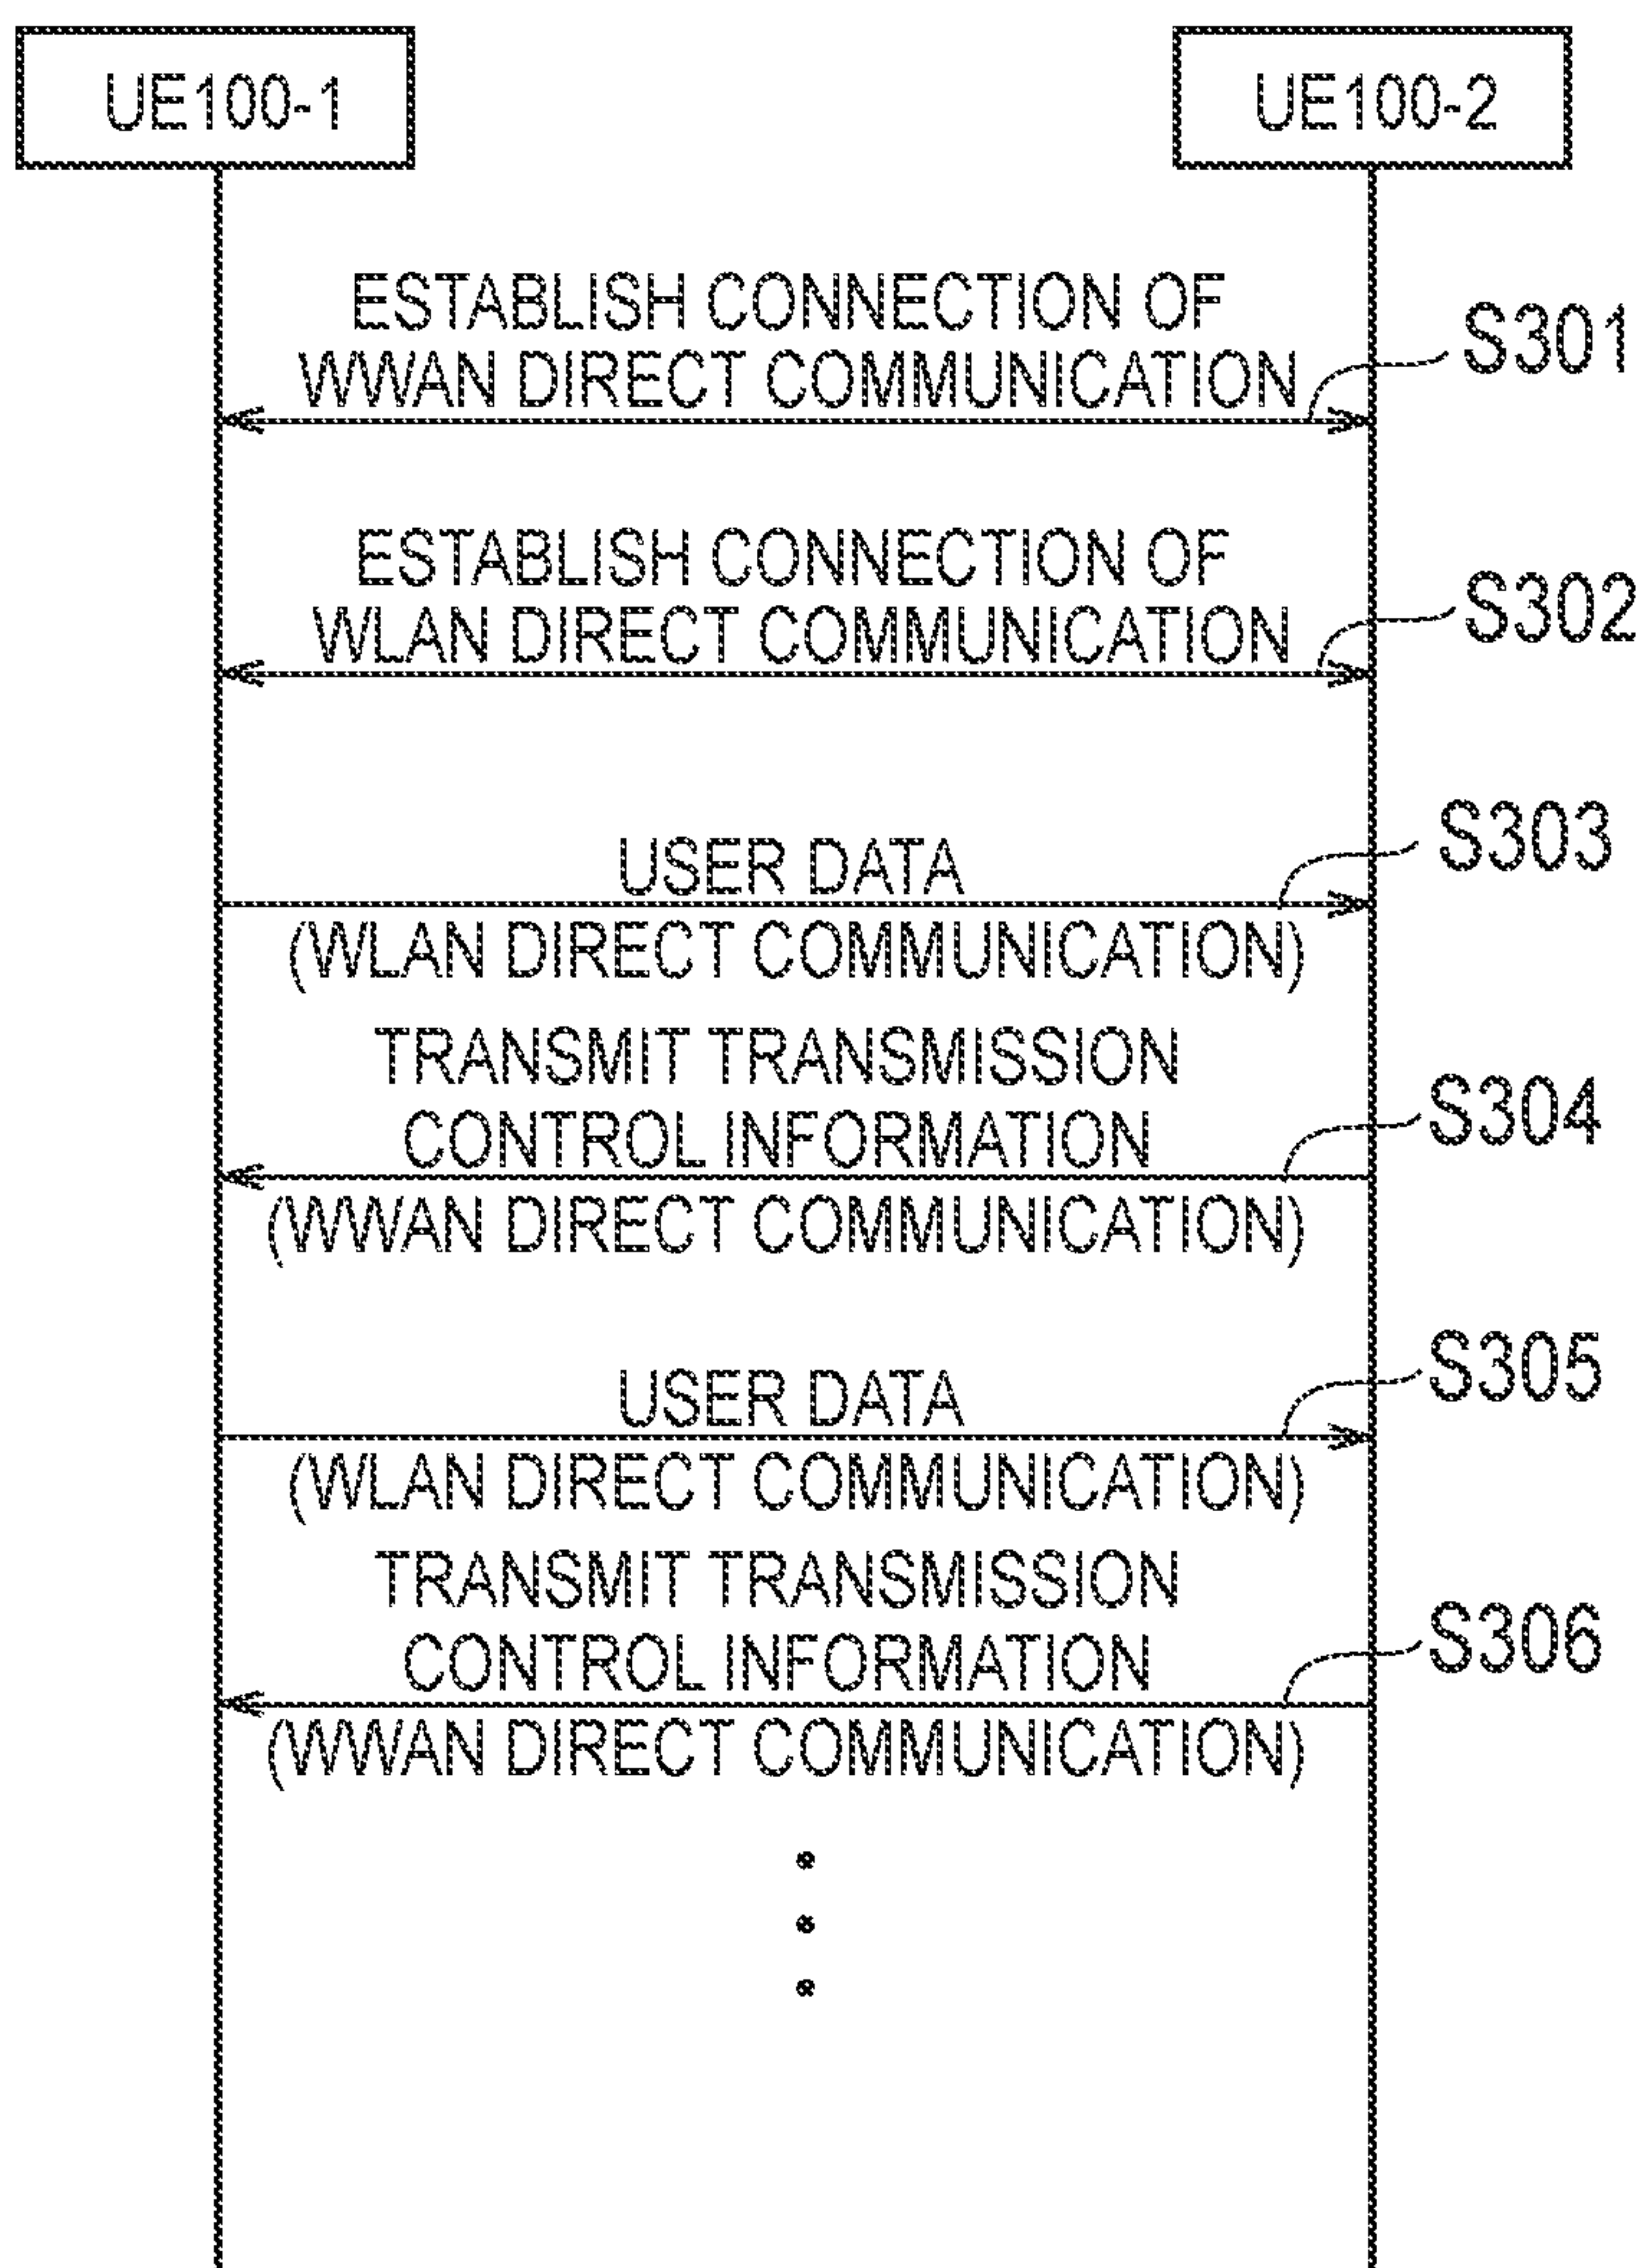 UE100-1
UE100-2
ESTABLISH CONNECTION OF
WWAN DIRECT COMMUNICATION
S301
ESTABLISH CONNECTION OF
WLAN DIRECT COMMUNICATION
S302
USER DATA
S303
(WLAN DIRECT COMMUNICATION)
TRANSMIT TRANSMISSION
CONTROL INFORMATION
S304
(WWAN DIRECT COMMUNICATION)
USER DATA
S305
(WLAN DIRECT COMMUNICATION)
TRANSMIT TRANSMISSION
CONTROL INFORMATION
S306
(WWAN DIRECT COMMUNICATION)